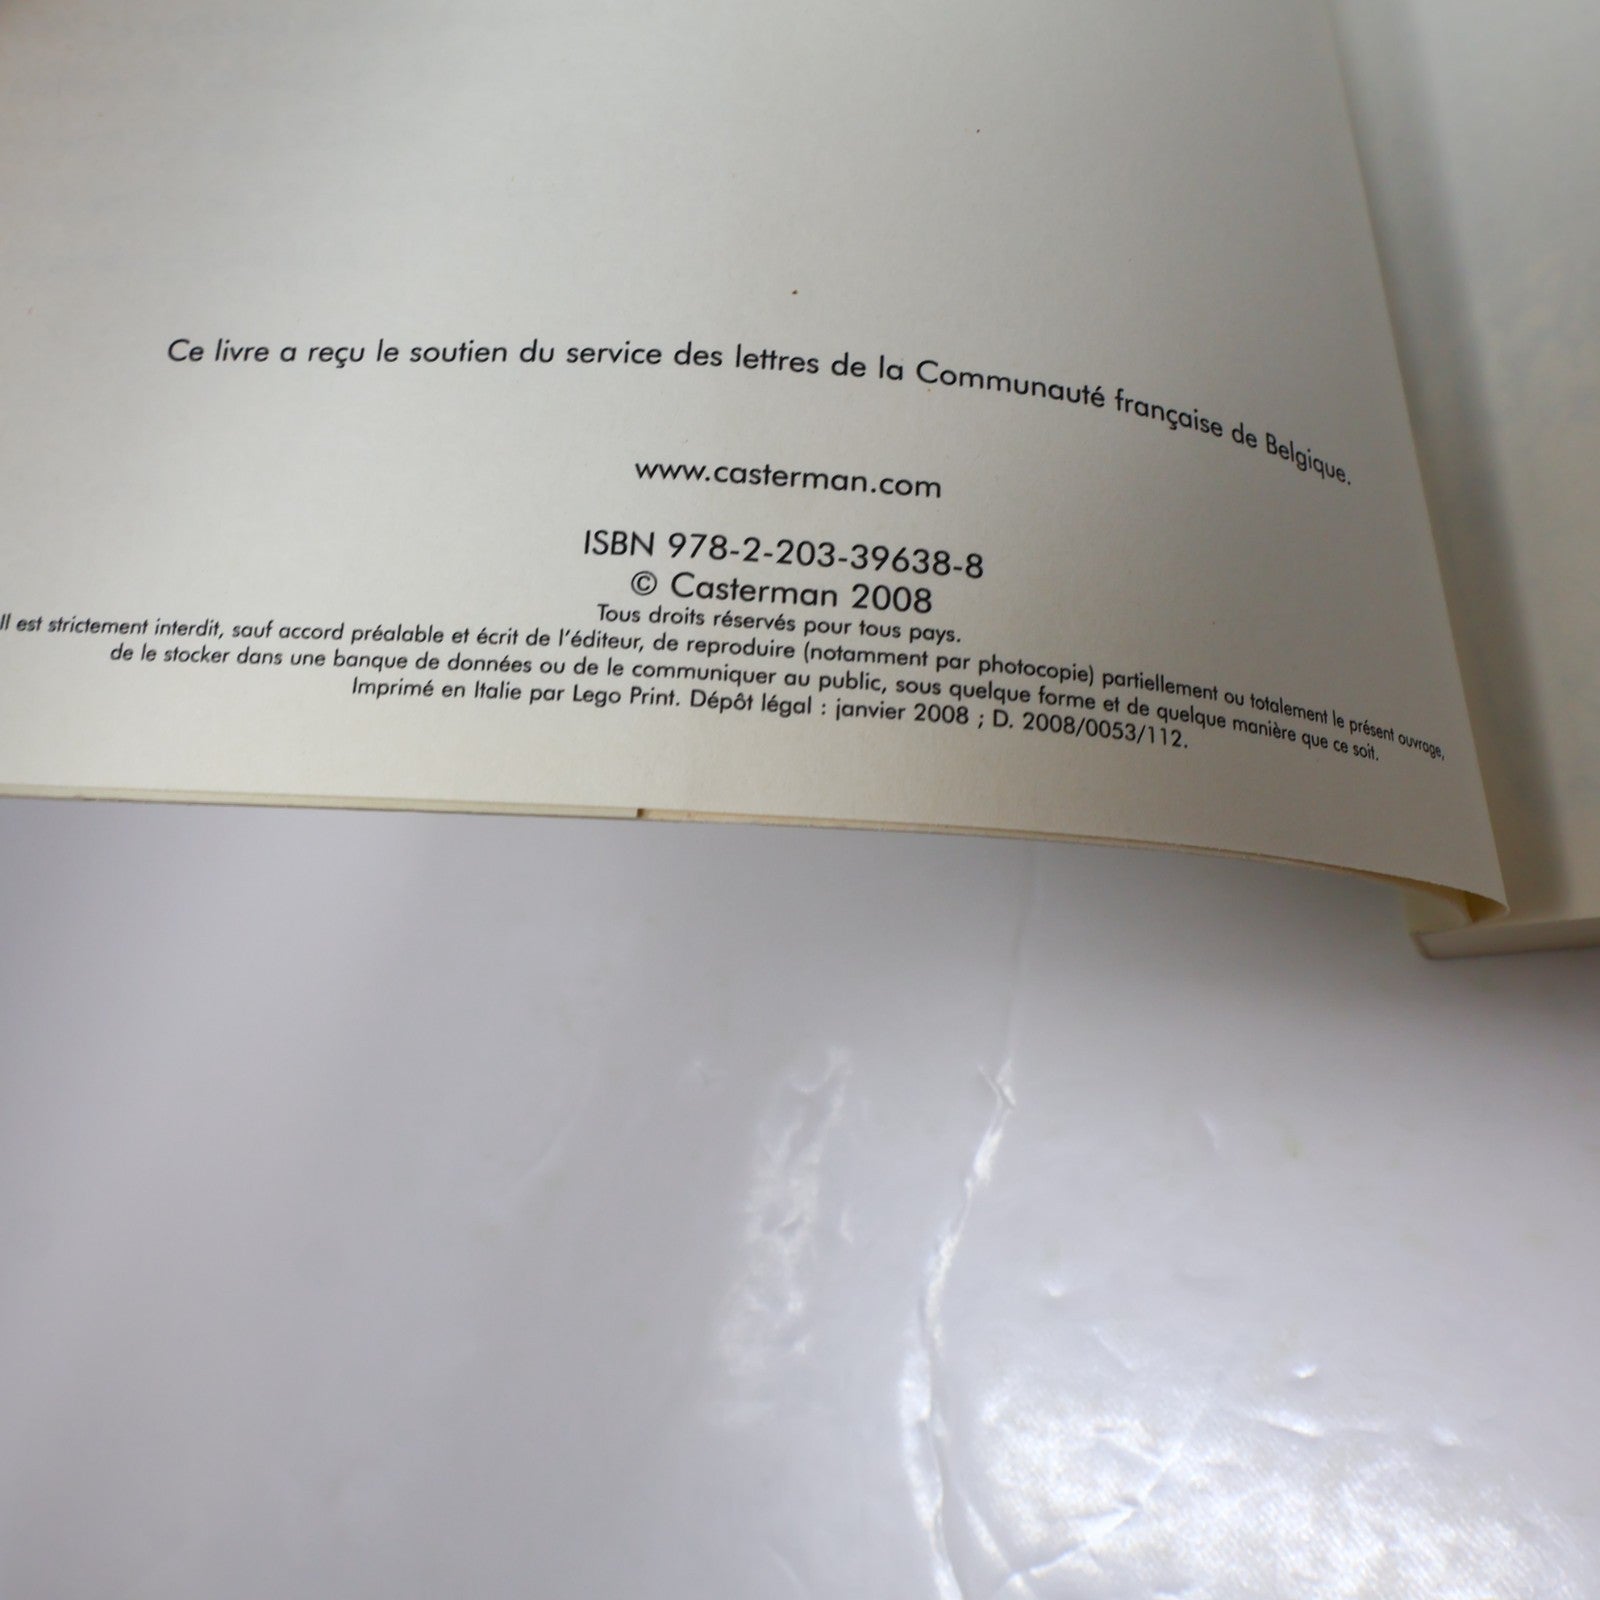 Ce livre a reçu le soutien du service des lettres de la Communauté française de Belgique.
www.casterman.com
ISBN 978-2-203-39638-8
© Casterman 2008
Tous droits réservés pour tous pays.
Il est strictement interdit, sauf accord préalable et écrit de l'éditeur, de reproduire (notamment par photocopie) partiellement ou totalement le présent ouvrage,
de le stocker dans une banque de données ou de le communiquer au public, sous quelque forme et de quelque manière que ce soit.
Imprimé en Italie par Lego Print. Dépôt légal : janvier 2008 ; D. 2008/0053/112.